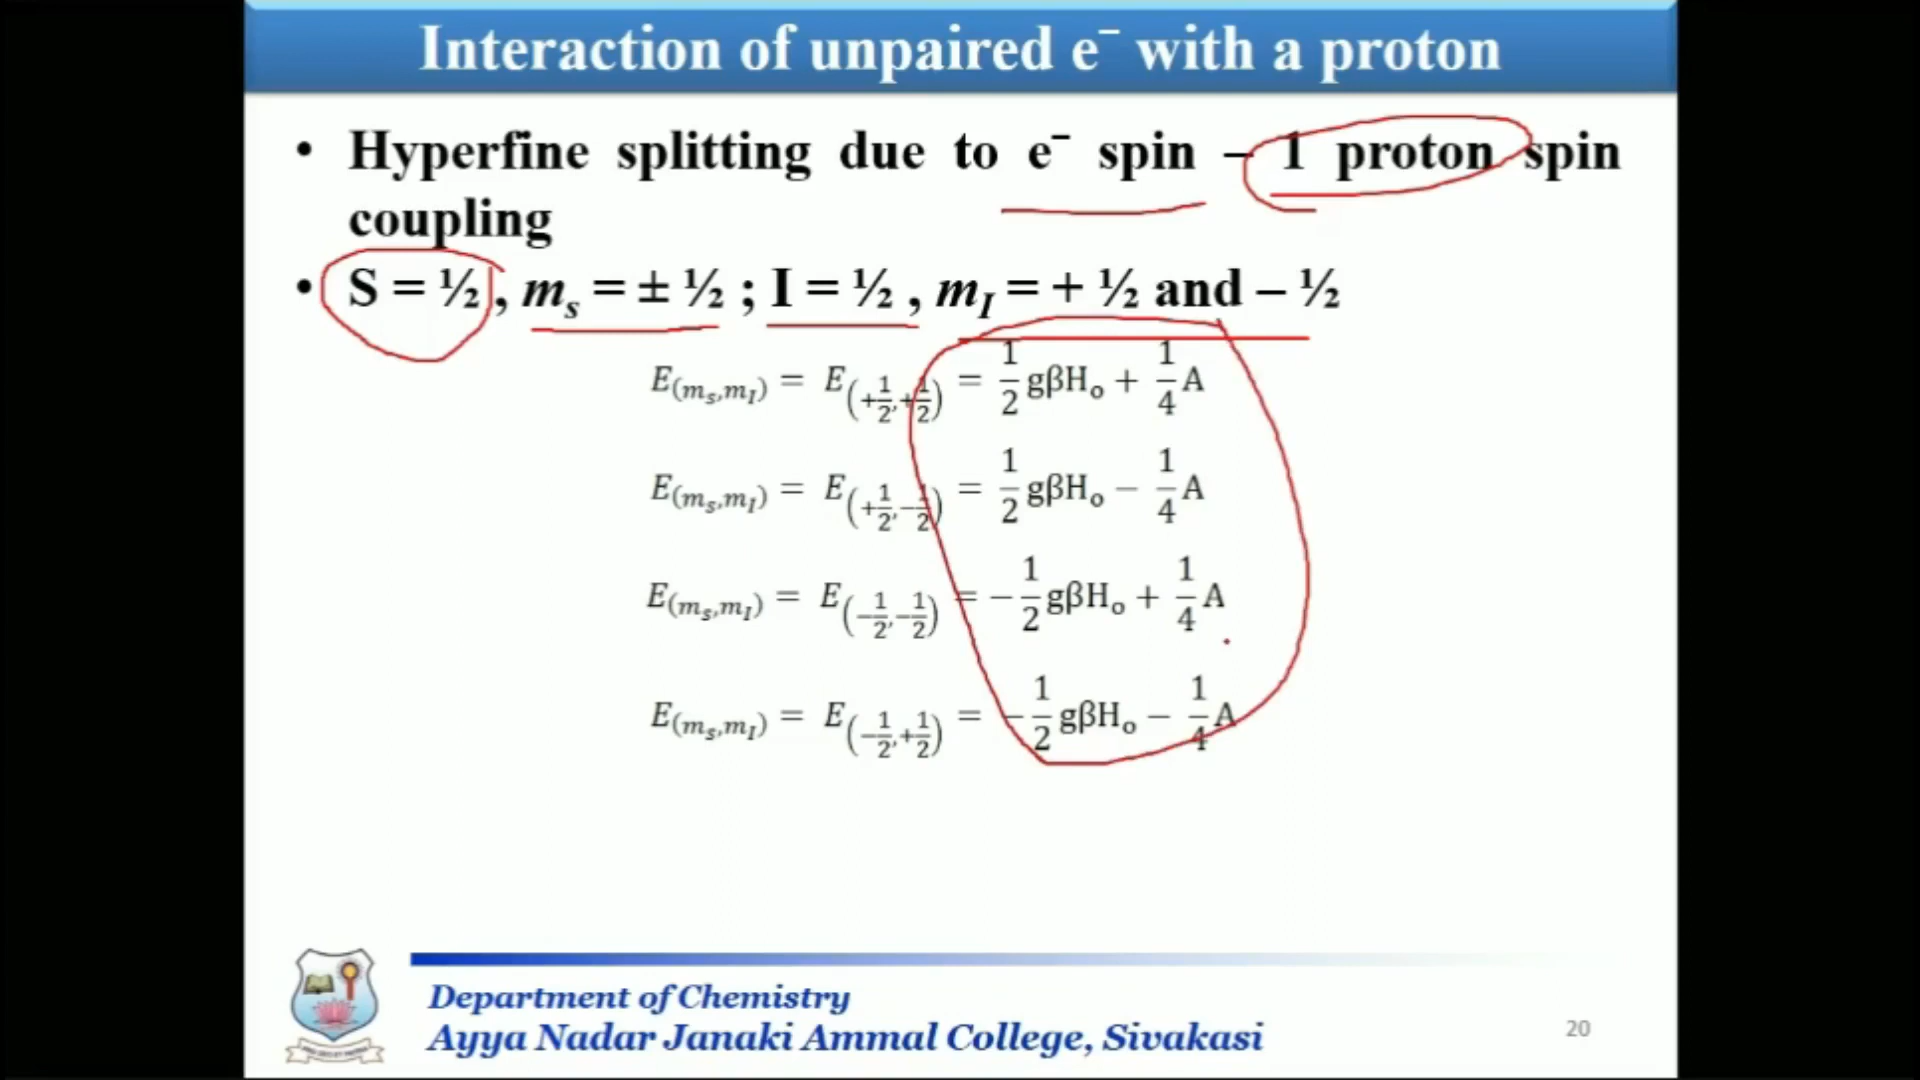 Interaction of unpaired e⁻ with a proton
• Hyperfine splitting due to e⁻ spin – 1 proton spin
coupling
• S = ½ , mₛ = ± ½ ; I = ½ , m_I = + ½ and – ½
E(mₛ,m_I) = E(+1/2,+1/2) = 1/2 gβHₒ + 1/4 A
E(mₛ,m_I) = E(+1/2,−1/2) = 1/2 gβHₒ − 1/4 A
E(mₛ,m_I) = E(−1/2,−1/2) = − 1/2 gβHₒ + 1/4 A
E(mₛ,m_I) = E(−1/2,+1/2) = − 1/2 gβHₒ − 1/4 A
Department of Chemistry
Ayya Nadar Janaki Ammal College, Sivakasi
20